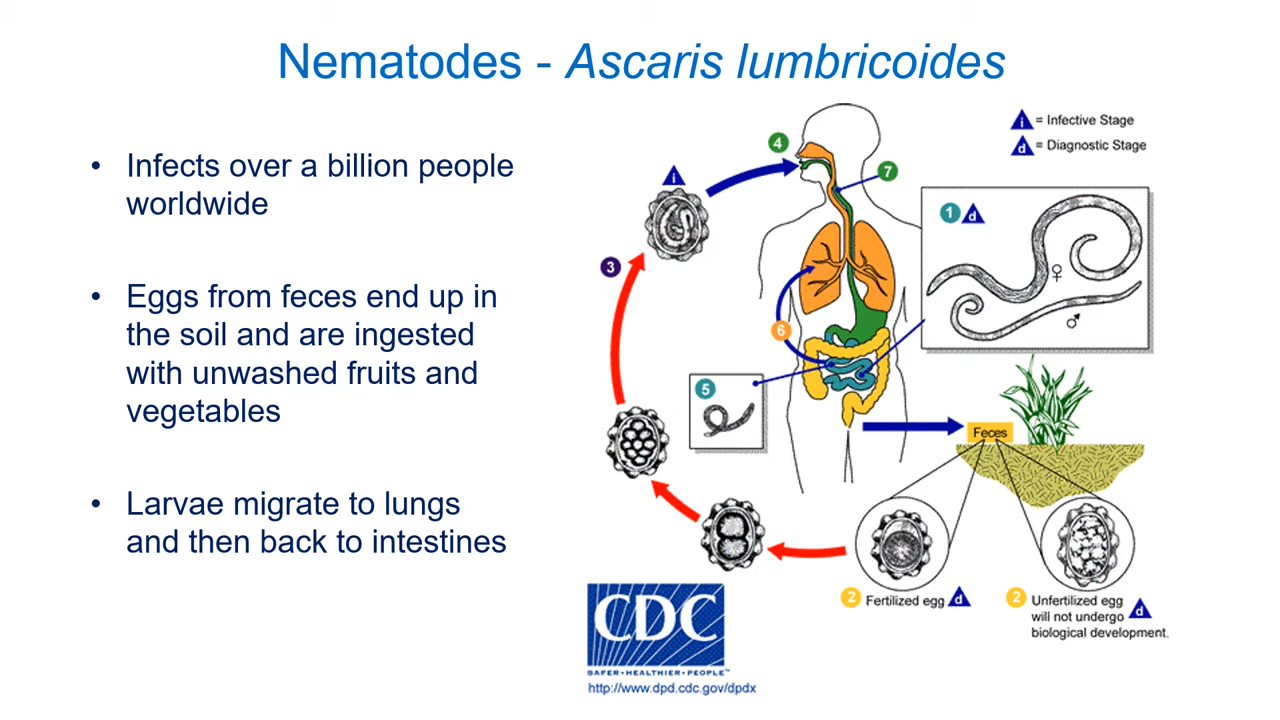 Nematodes - Ascaris lumbricoides
• Infects over a billion people
worldwide
• Eggs from feces end up in
the soil and are ingested
with unwashed fruits and
vegetables
• Larvae migrate to lungs
and then back to intestines
i = Infective Stage
d = Diagnostic Stage
4
i
7
1 d
♀
♂
3
6
5
Feces
2 Fertilized egg d
2 Unfertilized egg
will not undergo d
biological development.
CDC
SAFER•HEALTHIER•PEOPLE™
http://www.dpd.cdc.gov/dpdx